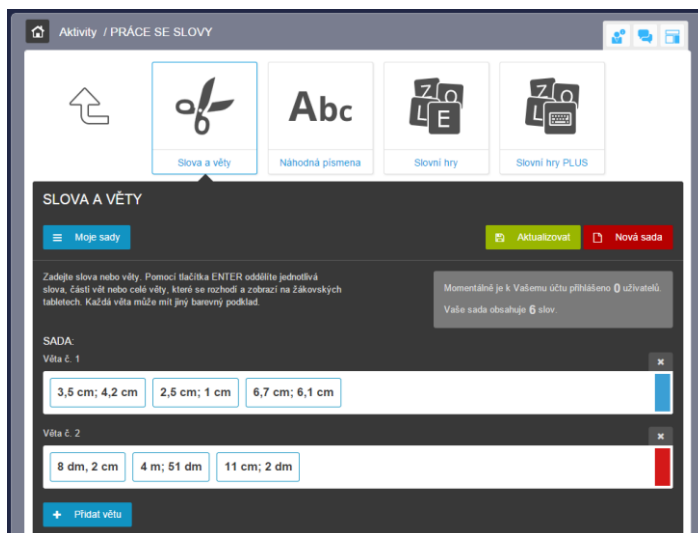 Aktivity / PRÁCE SE SLOVY
Abc
Z O
L E
Z O
L
Slova a věty
Náhodná písmena
Slovní hry
Slovní hry PLUS
SLOVA A VĚTY
Moje sady
Aktualizovat
Nová sada
Zadejte slova nebo věty. Pomocí tlačítka ENTER oddělíte jednotlivá
slova, části vět nebo celé věty, které se rozhodí a zobrazí na žákovských
tabletech. Každá věta může mít jiný barevný podklad.
Momentálně je k Vašemu účtu přihlášeno 0 uživatelů.
Vaše sada obsahuje 6 slov.
SADA:
Věta č. 1
3,5 cm; 4,2 cm 2,5 cm; 1 cm 6,7 cm; 6,1 cm
Věta č. 2
8 dm, 2 cm 4 m; 51 dm 11 cm; 2 dm
Přidat větu